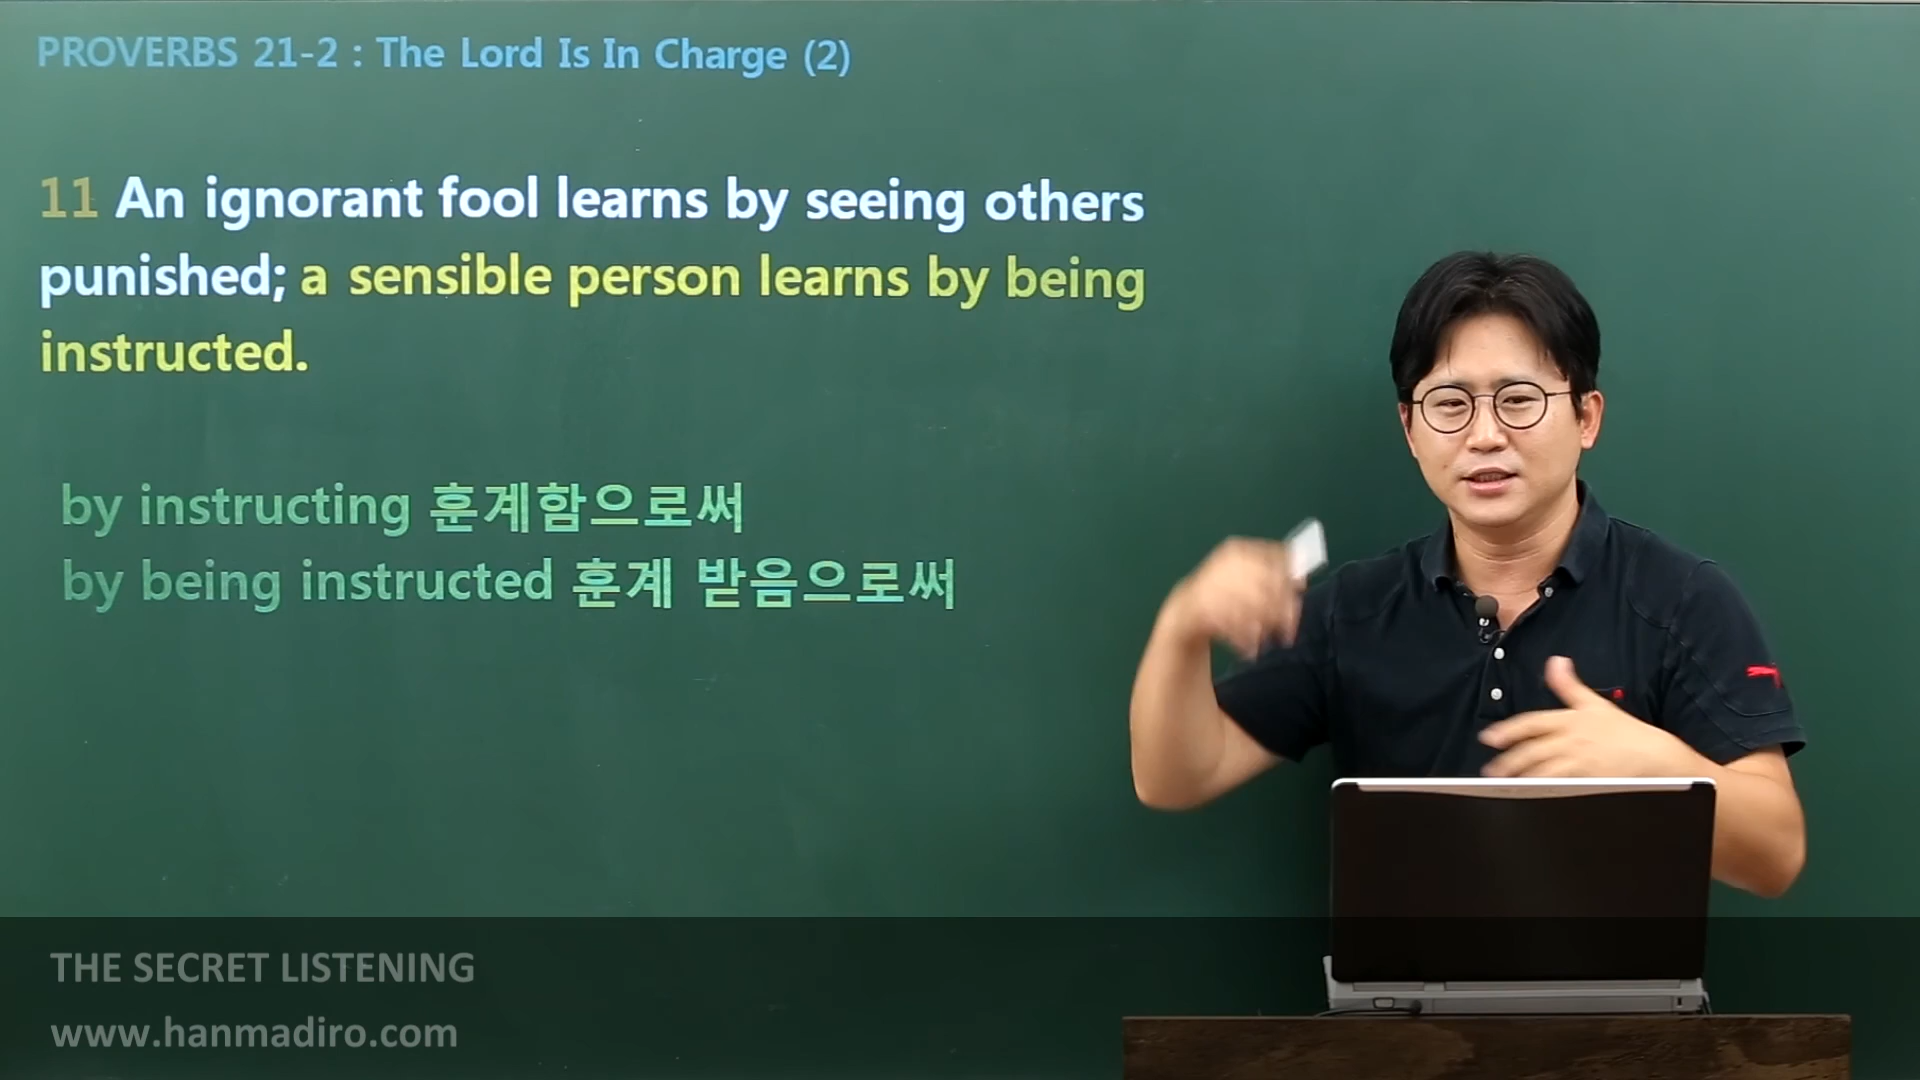 PROVERBS 21-2 : The Lord Is In Charge (2)
11 An ignorant fool learns by seeing others
punished; a sensible person learns by being
instructed.
by instructing 훈계함으로써
by being instructed 훈계 받음으로써
THE SECRET LISTENING
www.hanmadiro.com